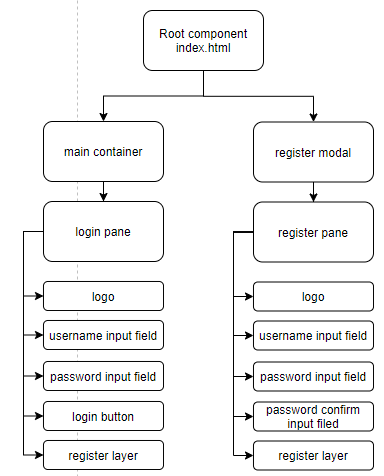 Root component
index.html
main container
register modal
login pane
register pane
logo
logo
username input field
username input field
password input field
password input field
login button
password confirm
input filed
register layer
register layer